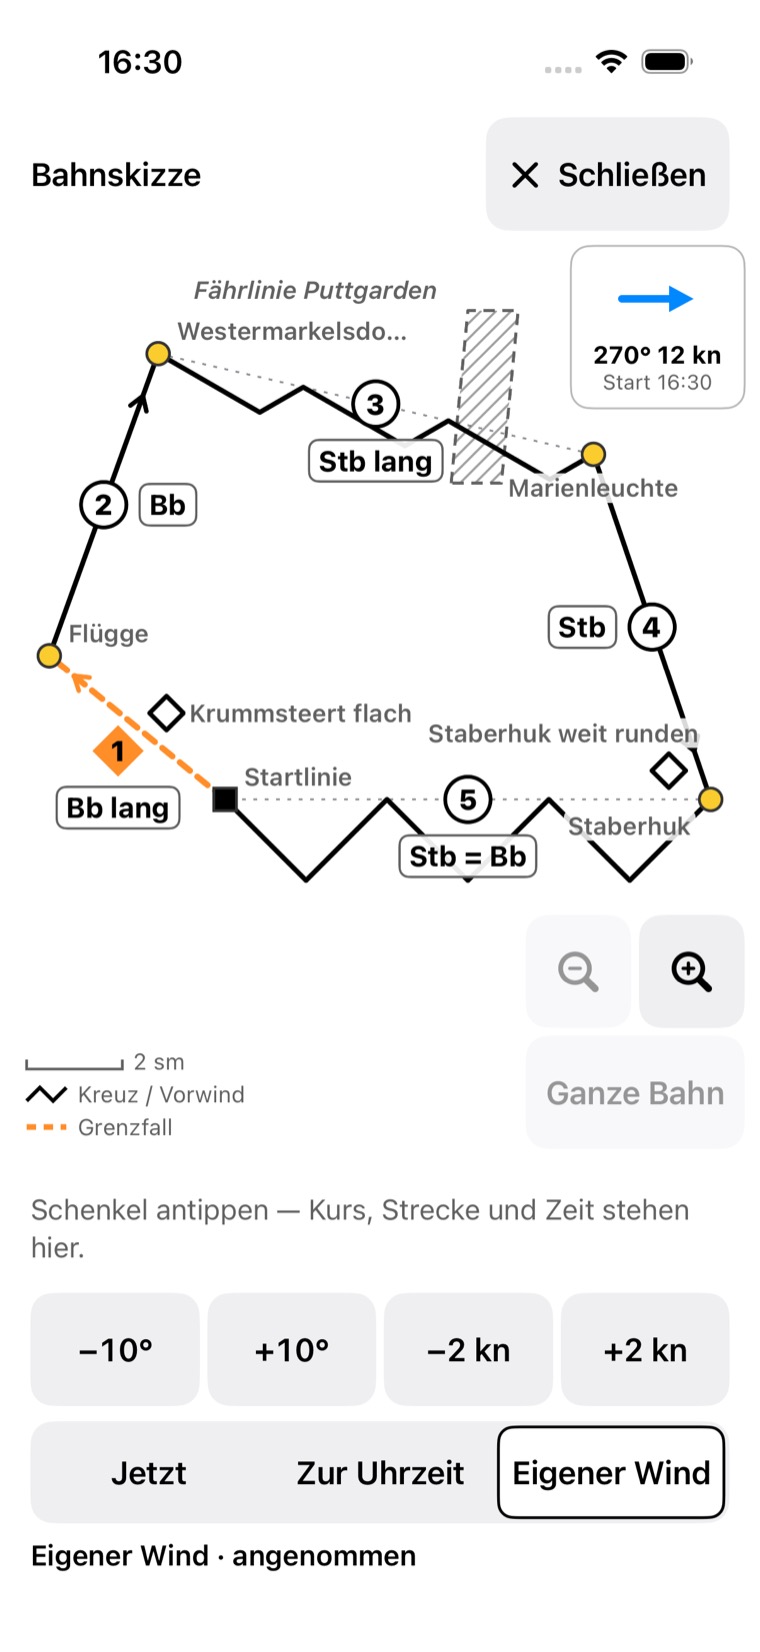 16:30
Bahnskizze
Schließen
Fährlinie Puttgarden
Westermarkelsdo...
270° 12 kn
Start 16:30
3
Stb lang
Marienleuchte
2
Bb
Flügge
Stb
4
Krummsteert flach
Staberhuk weit runden
1
Startlinie
5
Bb lang
Staberhuk
Stb = Bb
2 sm
Kreuz / Vorwind
Grenzfall
Ganze Bahn
Schenkel antippen — Kurs, Strecke und Zeit stehen
hier.
−10°
+10°
−2 kn
+2 kn
Jetzt
Zur Uhrzeit
Eigener Wind
Eigener Wind · angenommen